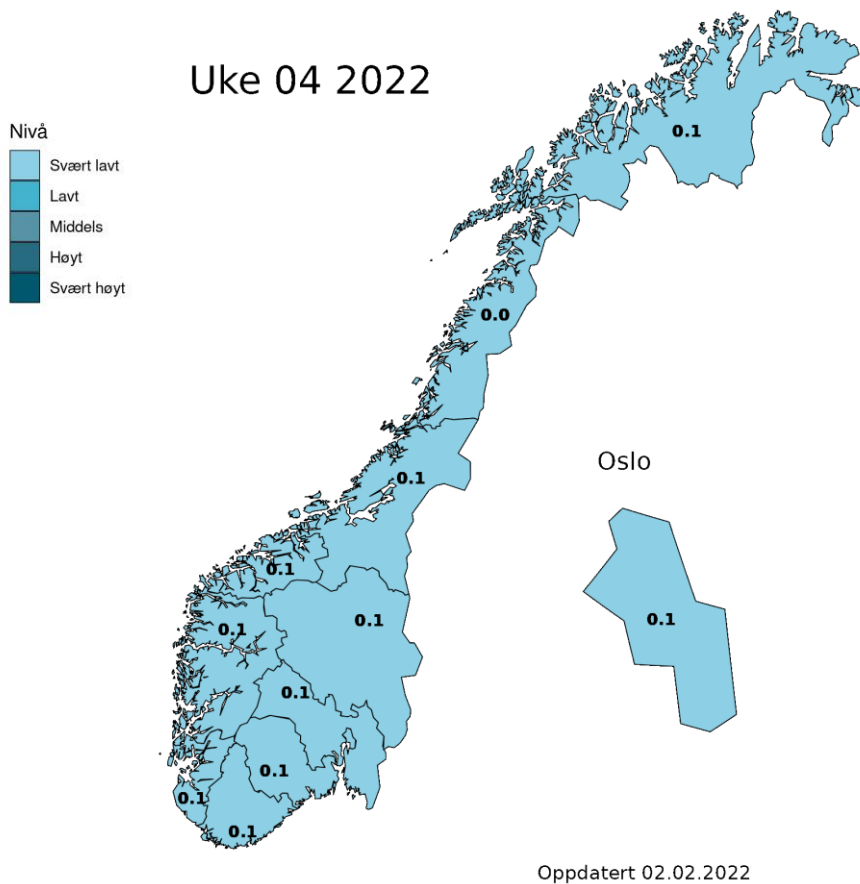 Uke 04 2022
Nivå
Svært lavt
Lavt
Middels
Høyt
Svært høyt
0.1
0.0
0.1
Oslo
0.1
0.1
0.1
0.1
0.1
0.1
0.1
0.1
Oppdatert 02.02.2022